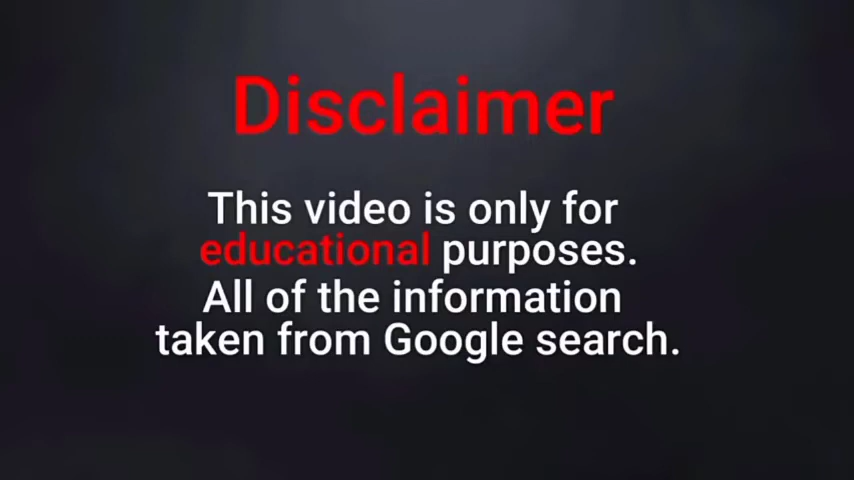 Disclaimer
This video is only for
educational purposes.
All of the information
taken from Google search.